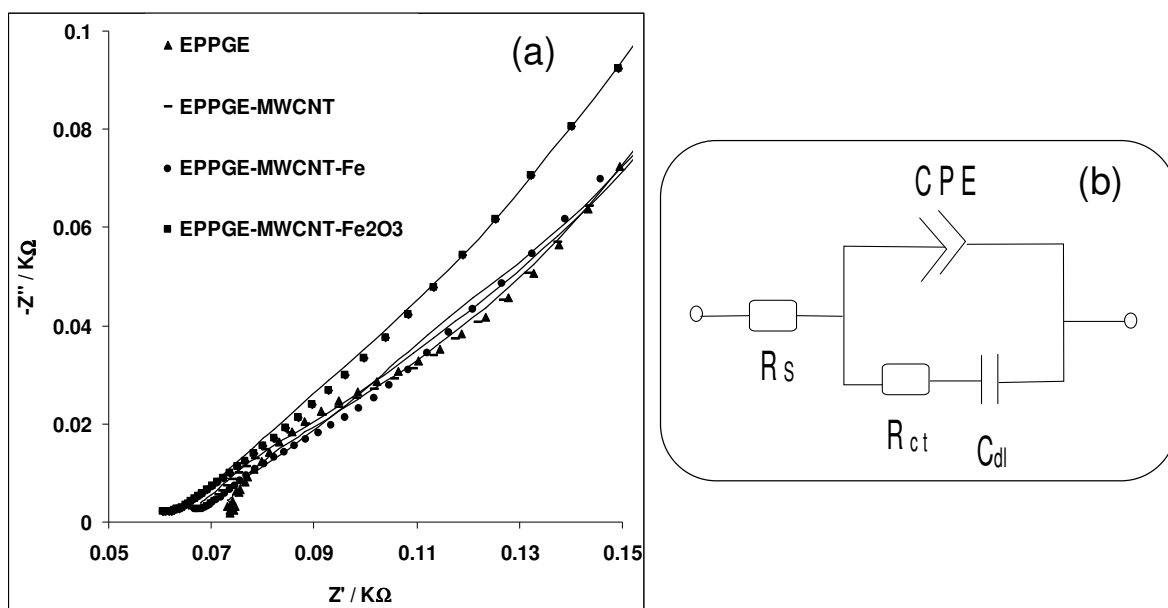 (a)
EPPGE
EPPGE-MWCNT
EPPGE-MWCNT-Fe
EPPGE-MWCNT-Fe2O3
-Z" / KΩ
0.1
0.08
0.06
0.04
0.02
0
0.05 0.07 0.09 0.11 0.13 0.15
Z' / KΩ
(b)
CPE
Rs
Rct
Cdl